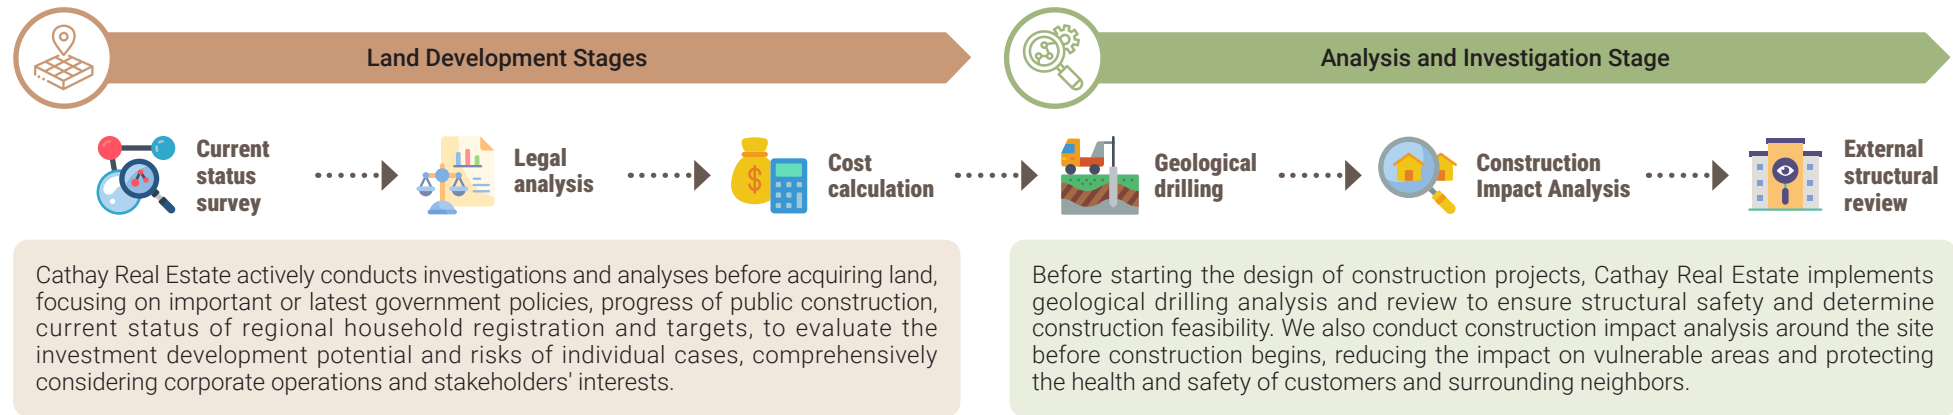 Land Development Stages
Analysis and Investigation Stage
Current
status
survey
Legal
analysis
Cost
calculation
Geological
drilling
Construction
Impact Analysis
External
structural
review
Cathay Real Estate actively conducts investigations and analyses before acquiring land,
focusing on important or latest government policies, progress of public construction,
current status of regional household registration and targets, to evaluate the
investment development potential and risks of individual cases, comprehensively
considering corporate operations and stakeholders' interests.
Before starting the design of construction projects, Cathay Real Estate implements
geological drilling analysis and review to ensure structural safety and determine
construction feasibility. We also conduct construction impact analysis around the site
before construction begins, reducing the impact on vulnerable areas and protecting
the health and safety of customers and surrounding neighbors.